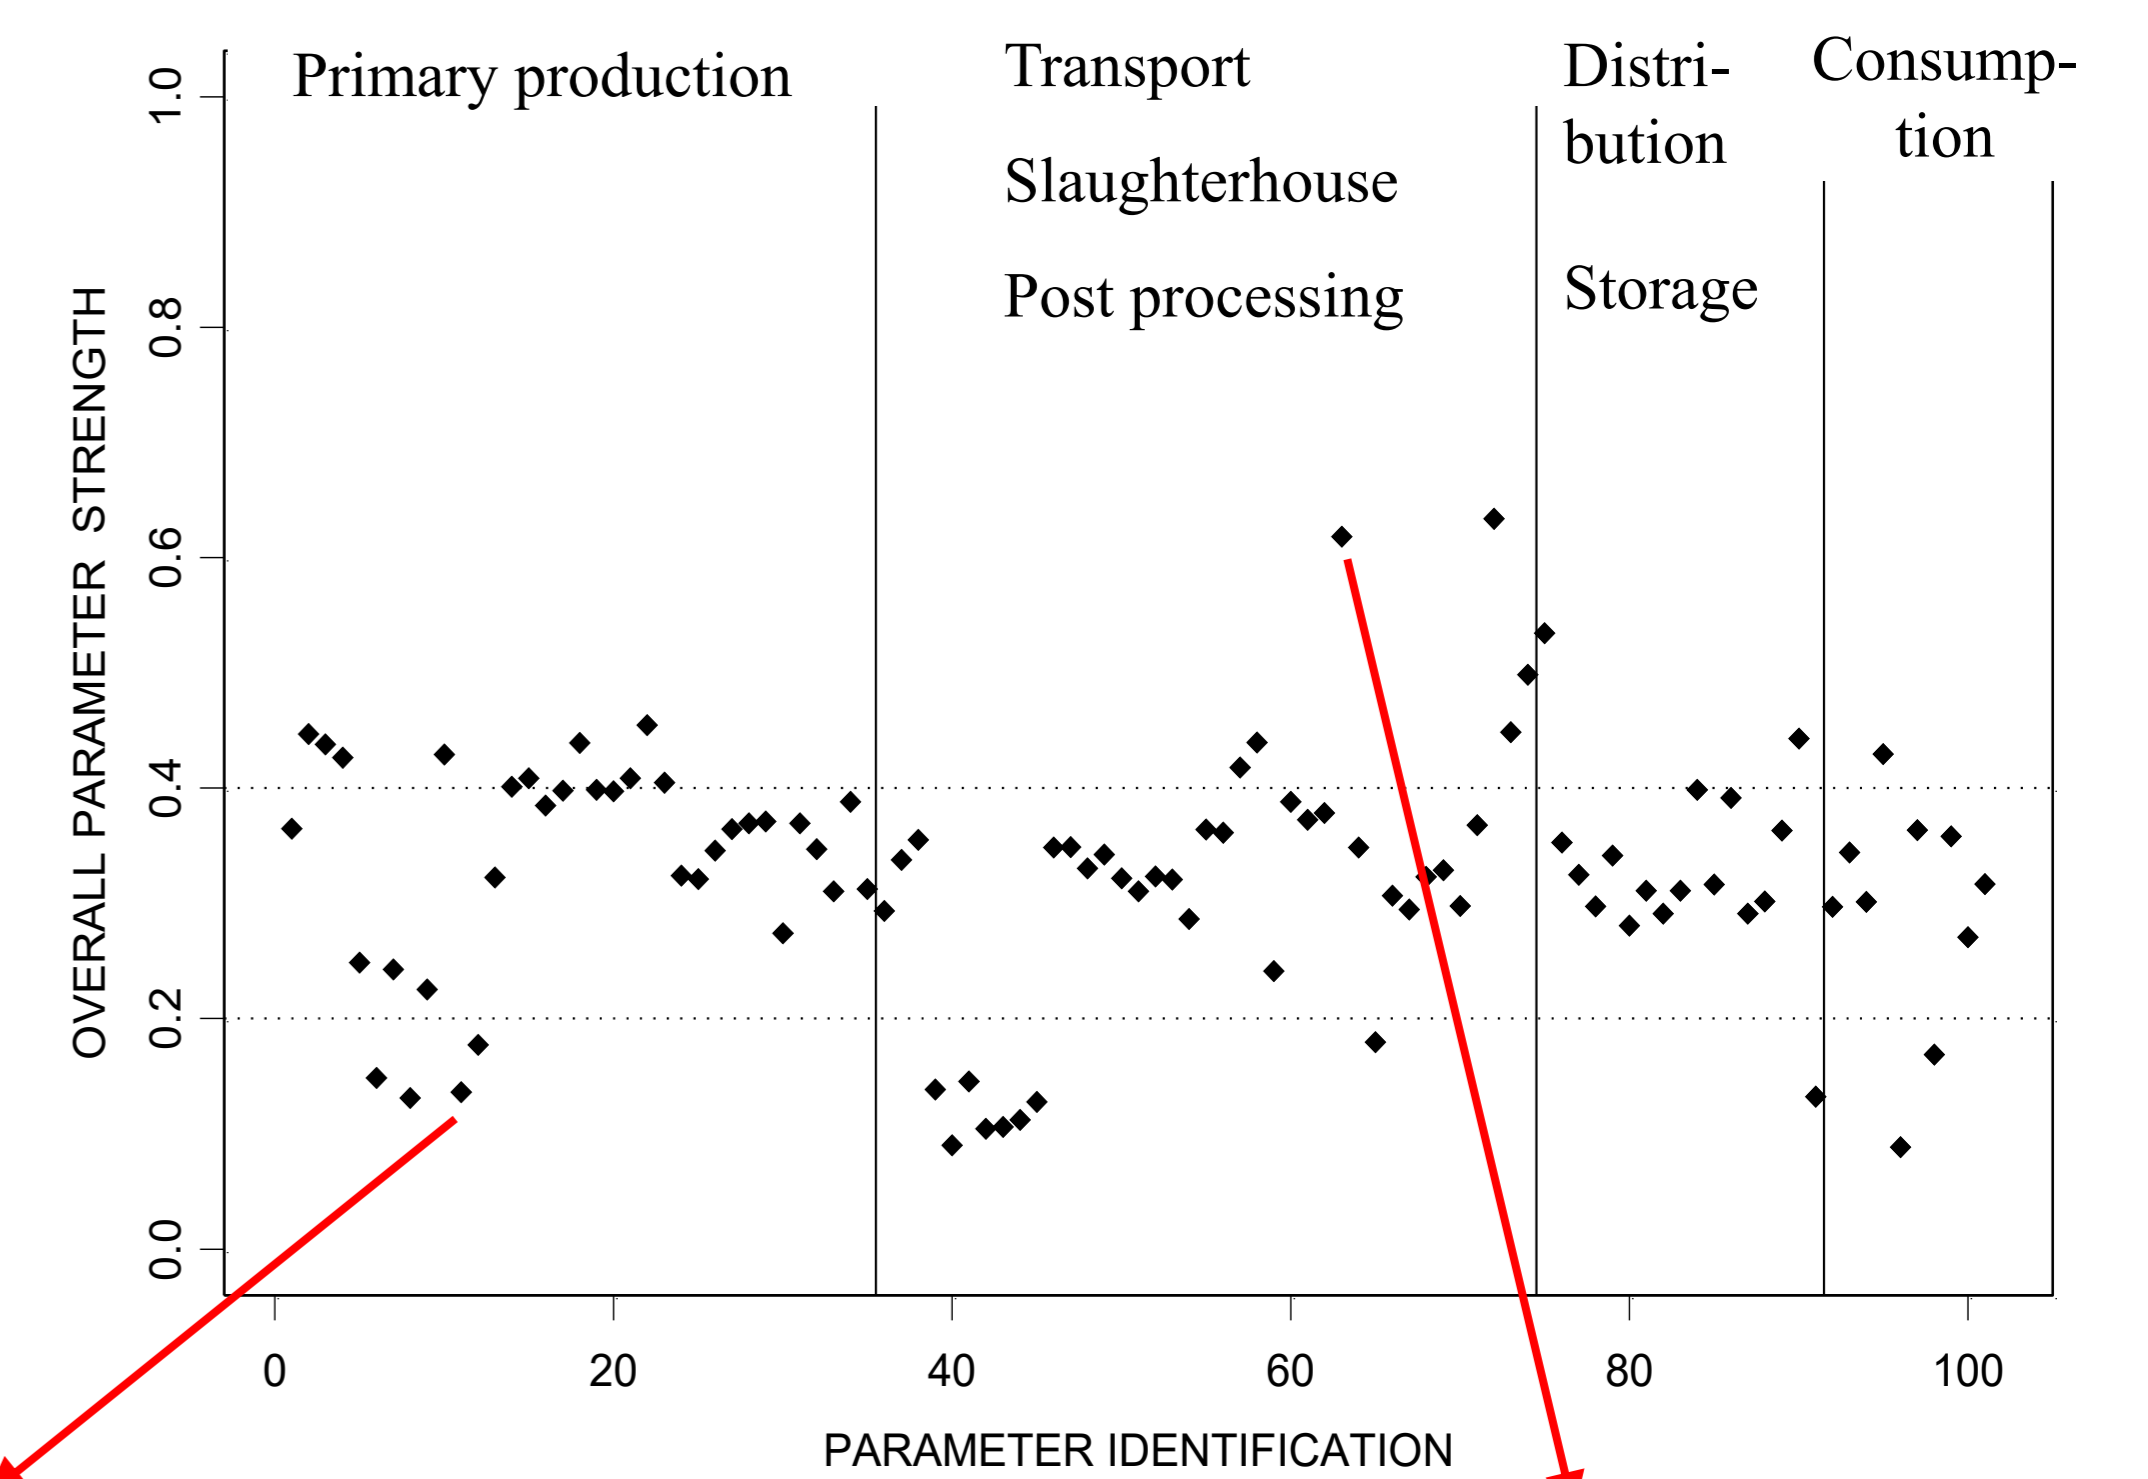 Primary production
Transport
Slaughterhouse
Post processing
Distri-
bution
Storage
Consump-
tion
OVERALL PARAMETER STRENGTH
1.0
0.8
0.6
0.4
0.2
0.0
0 20 40 60 80 100
PARAMETER IDENTIFICATION